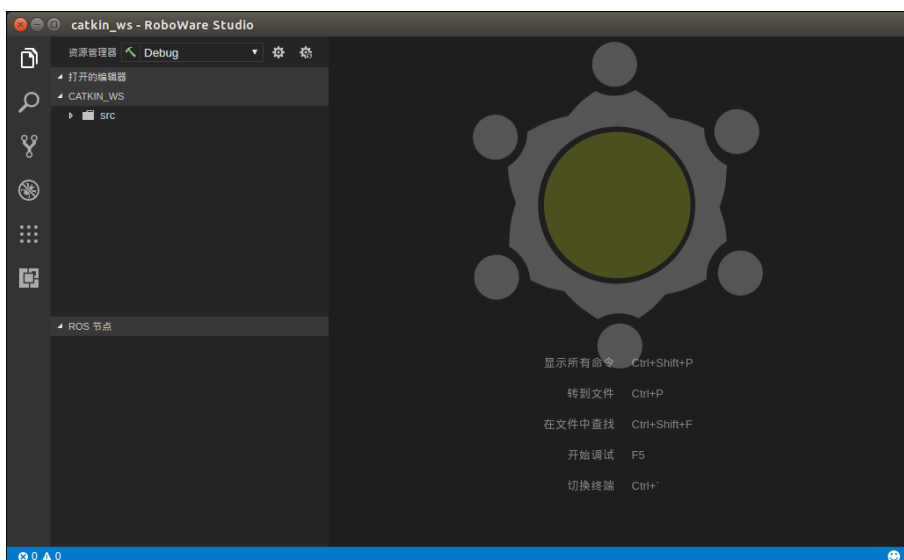 catkin_ws - RoboWare Studio
资源管理器 Debug
打开的编辑器
CATKIN_WS
src
ROS 节点
显示所有命令 Ctrl+Shift+P
转到文件 Ctrl+P
在文件中查找 Ctrl+Shift+F
开始调试 F5
切换终端 Ctrl+`
0 0